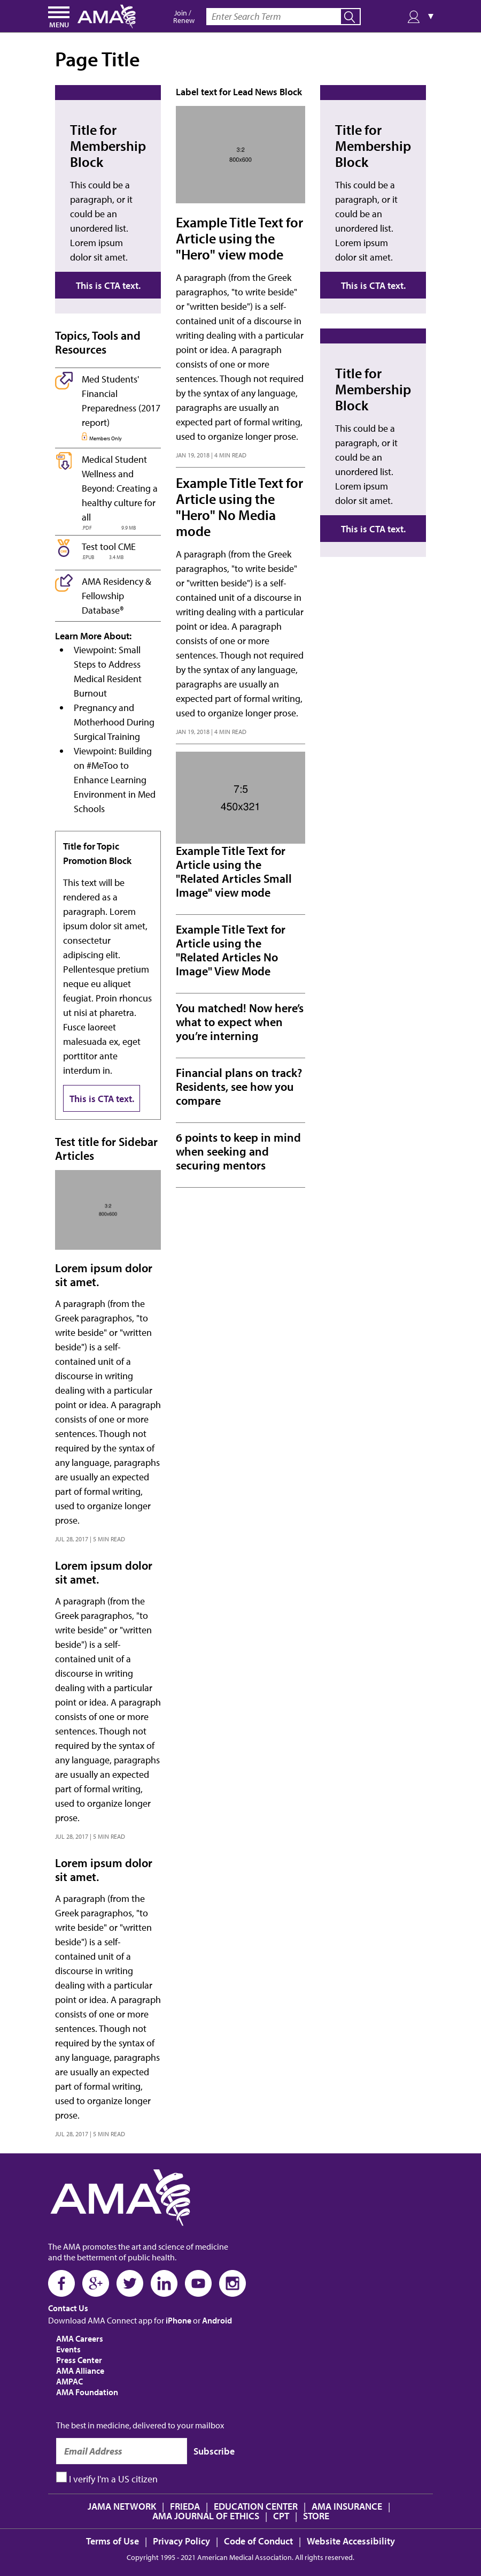 MENU
AMA
Join /
Renew
Enter Search Term
▼
Page Title
Title for
Membership
Block
This could be a
paragraph, or it
could be an
unordered list.
Lorem ipsum
dolor sit amet.
This is CTA text.
Topics, Tools and
Resources
Med Students'
Financial
Preparedness (2017
report)
Members Only
Medical Student
Wellness and
Beyond: Creating a
healthy culture for
all
PDF 9.9 MB
Test tool CME
EPUB 3.4 MB
AMA Residency &
Fellowship
Database®
Learn More About:
• Viewpoint: Small
Steps to Address
Medical Resident
Burnout
• Pregnancy and
Motherhood During
Surgical Training
• Viewpoint: Building
on #MeToo to
Enhance Learning
Environment in Med
Schools
Title for Topic
Promotion Block
This text will be
rendered as a
paragraph. Lorem
ipsum dolor sit amet,
consectetur
adipiscing elit.
Pellentesque pretium
neque eu aliquet
feugiat. Proin rhoncus
ut nisi at pharetra.
Fusce laoreet
malesuada ex, eget
porttitor ante
interdum in.
This is CTA text.
Test title for Sidebar
Articles
3:2
800x600
Lorem ipsum dolor
sit amet.
A paragraph (from the
Greek paragraphos, "to
write beside" or "written
beside") is a self-
contained unit of a
discourse in writing
dealing with a particular
point or idea. A paragraph
consists of one or more
sentences. Though not
required by the syntax of
any language, paragraphs
are usually an expected
part of formal writing,
used to organize longer
prose.
JUL 28, 2017 | 5 MIN READ
Lorem ipsum dolor
sit amet.
A paragraph (from the
Greek paragraphos, "to
write beside" or "written
beside") is a self-
contained unit of a
discourse in writing
dealing with a particular
point or idea. A paragraph
consists of one or more
sentences. Though not
required by the syntax of
any language, paragraphs
are usually an expected
part of formal writing,
used to organize longer
prose.
JUL 28, 2017 | 5 MIN READ
Lorem ipsum dolor
sit amet.
A paragraph (from the
Greek paragraphos, "to
write beside" or "written
beside") is a self-
contained unit of a
discourse in writing
dealing with a particular
point or idea. A paragraph
consists of one or more
sentences. Though not
required by the syntax of
any language, paragraphs
are usually an expected
part of formal writing,
used to organize longer
prose.
JUL 28, 2017 | 5 MIN READ
Label text for Lead News Block
3:2
800x600
Example Title Text for
Article using the
"Hero" view mode
A paragraph (from the Greek
paragraphos, "to write beside"
or "written beside") is a self-
contained unit of a discourse in
writing dealing with a particular
point or idea. A paragraph
consists of one or more
sentences. Though not required
by the syntax of any language,
paragraphs are usually an
expected part of formal writing,
used to organize longer prose.
JAN 19, 2018 | 4 MIN READ
Example Title Text for
Article using the
"Hero" No Media
mode
A paragraph (from the Greek
paragraphos, "to write beside"
or "written beside") is a self-
contained unit of a discourse in
writing dealing with a particular
point or idea. A paragraph
consists of one or more
sentences. Though not required
by the syntax of any language,
paragraphs are usually an
expected part of formal writing,
used to organize longer prose.
JAN 19, 2018 | 4 MIN READ
7:5
450x321
Example Title Text for
Article using the
"Related Articles Small
Image" view mode
Example Title Text for
Article using the
"Related Articles No
Image" View Mode
You matched! Now here's
what to expect when
you're interning
Financial plans on track?
Residents, see how you
compare
6 points to keep in mind
when seeking and
securing mentors
Title for
Membership
Block
This could be a
paragraph, or it
could be an
unordered list.
Lorem ipsum
dolor sit amet.
This is CTA text.
Title for
Membership
Block
This could be a
paragraph, or it
could be an
unordered list.
Lorem ipsum
dolor sit amet.
This is CTA text.
AMA
The AMA promotes the art and science of medicine
and the betterment of public health.
Contact Us
Download AMA Connect app for iPhone or Android
AMA Careers
Events
Press Center
AMA Alliance
AMPAC
AMA Foundation
The best in medicine, delivered to your mailbox
Email Address
Subscribe
I verify I'm a US citizen
JAMA NETWORK | FRIEDA | EDUCATION CENTER | AMA INSURANCE |
AMA JOURNAL OF ETHICS | CPT | STORE
Terms of Use | Privacy Policy | Code of Conduct | Website Accessibility
Copyright 1995 - 2021 American Medical Association. All rights reserved.